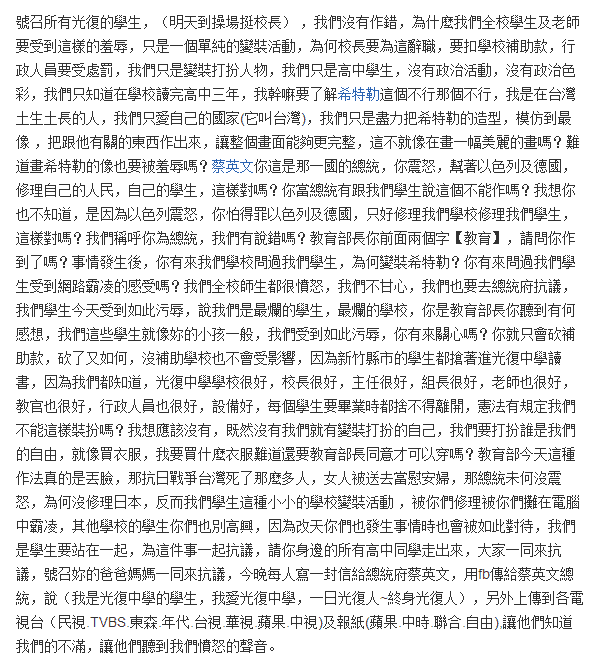 號召所有光復的學生，（明天到操場挺校長） ，我們沒有作錯，為什麼我們全校學生及老師
要受到這樣的羞辱，只是一個單純的變裝活動，為何校長要為這辭職，要扣學校補助款，行
政人員要受處罰，我們只是變裝打扮人物，我們只是高中學生，沒有政治活動，沒有政治色
彩，我們只知道在學校讀完高中三年，我幹嘛要了解希特勒這個不行那個不行，我是在台灣
土生土長的人，我們只愛自己的國家(它叫台灣)，我們只是盡力把希特勒的造型，模仿到最
像 ，把跟他有關的東西作出來，讓整個畫面能夠更完整，這不就像在畫一幅美麗的畫嗎？難
道畫希特勒的像也要被羞辱嗎？蔡英文你這是那一國的總統，你震怒，幫著以色列及德國，
修理自己的人民，自己的學生，這樣對嗎？你當總統有跟我們學生說這個不能作嗎？我想你
也不知道，是因為以色列震怒，你怕得罪以色列及德國，只好修理我們學校修理我們學生，
這樣對嗎？我們稱呼你為總統，我們有說錯嗎？教育部長你前面兩個字【教育】，請問你作
到了嗎？事情發生後，你有來我們學校問過我們學生，為何變裝希特勒？你有來問過我們學
生受到網路霸凌的感受嗎？我們全校師生都很憤怒，我們不甘心，我們也要去總統府抗議，
我們學生今天受到如此污辱，說我們是最爛的學生，最爛的學校，你是教育部長你聽到有何
感想，我們這些學生就像妳的小孩一般，我們受到如此污辱，你有來關心嗎？你就只會砍補
助款，砍了又如何，沒補助學校也不會受影響，因為新竹縣市的學生都搶著進光復中學讀
書，因為我們都知道，光復中學學校很好，校長很好，主任很好，組長很好，老師也很好，
教官也很好，行政人員也很好，設備好，每個學生要畢業時都捨不得離開，憲法有規定我們
不能這樣裝扮嗎？我想應該沒有，既然沒有我們就有變裝打扮的自己，我們要打扮誰是我們
的自由，就像買衣服，我要買什麼衣服難道還要教育部長同意才可以穿嗎？教育部今天這種
作法真的是丟臉，那抗日戰爭台灣死了那麼多人，女人被送去當慰安婦，那總統未何沒震
怒，為何沒修理日本，反而我們學生這種小小的學校變裝活動 ，被你們修理被你們攤在電腦
中霸凌，其他學校的學生你們也別高興，因為改天你們也發生事情時也會被如此對待，我們
是學生要站在一起，為這件事一起抗議，請你身邊的所有高中同學走出來，大家一同來抗
議，號召妳的爸爸媽媽一同來抗議，今晚每人寫一封信給總統府蔡英文，用fb傳給蔡英文總
統，說（我是光復中學的學生，我愛光復中學，一日光復人~終身光復人），另外上傳到各電
視台（民視.TVBS.東森.年代.台視.華視.蘋果.中視)及報紙(蘋果.中時.聯合.自由),讓他們知道
我們的不滿，讓他們聽到我們憤怒的聲音。